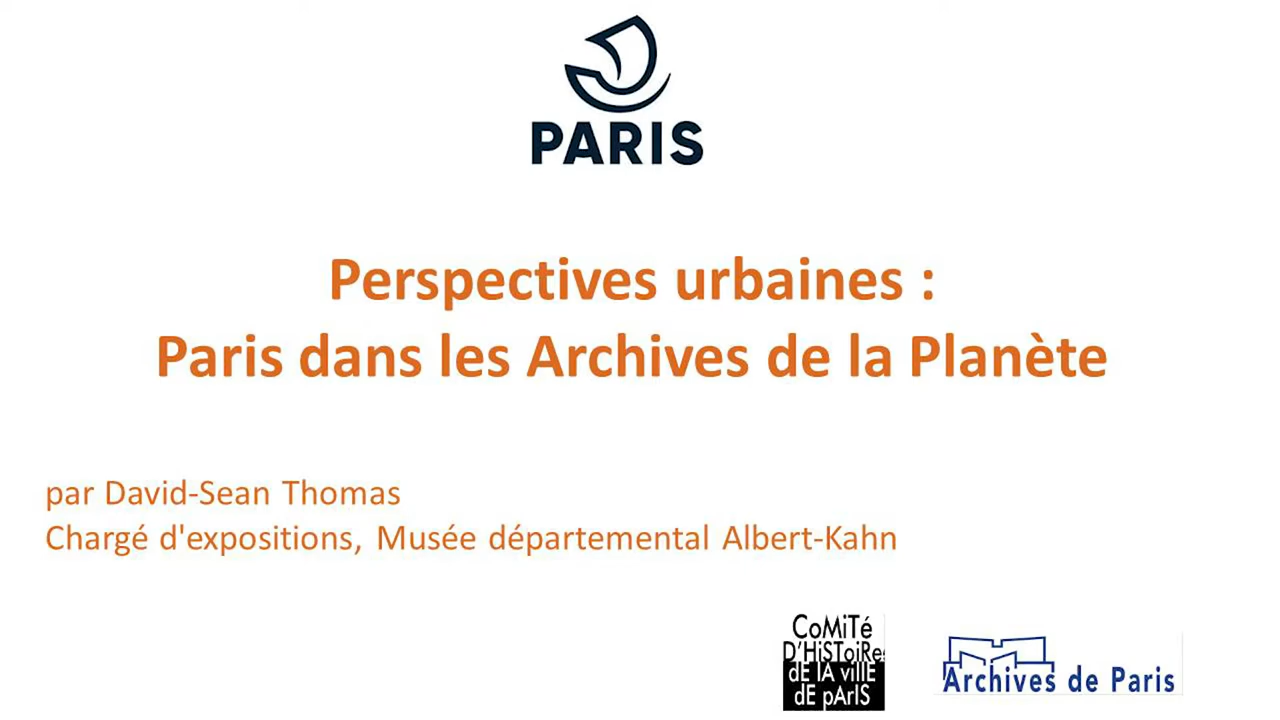 PARIS
Perspectives urbaines :
Paris dans les Archives de la Planète
par David-Sean Thomas
Chargé d'expositions, Musée départemental Albert-Kahn
CoMiTé
D'HiSToiRe
dE lA villE
dE pArIS
Archives de Paris